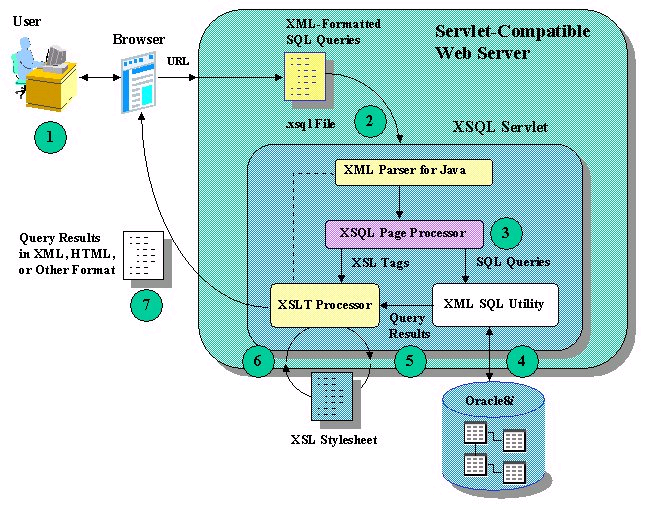 User
Browser
URL
XML-Formatted
SQL Queries
.xsql File
Servlet-Compatible
Web Server
1
2
XSQL Servlet
XML Parser for Java
XSQL Page Processor
3
XSL Tags
SQL Queries
XSLT Processor
XML SQL Utility
Query
Results
Query Results
in XML, HTML,
or Other Format
7
6
5
4
XSL Stylesheet
Oracle8i